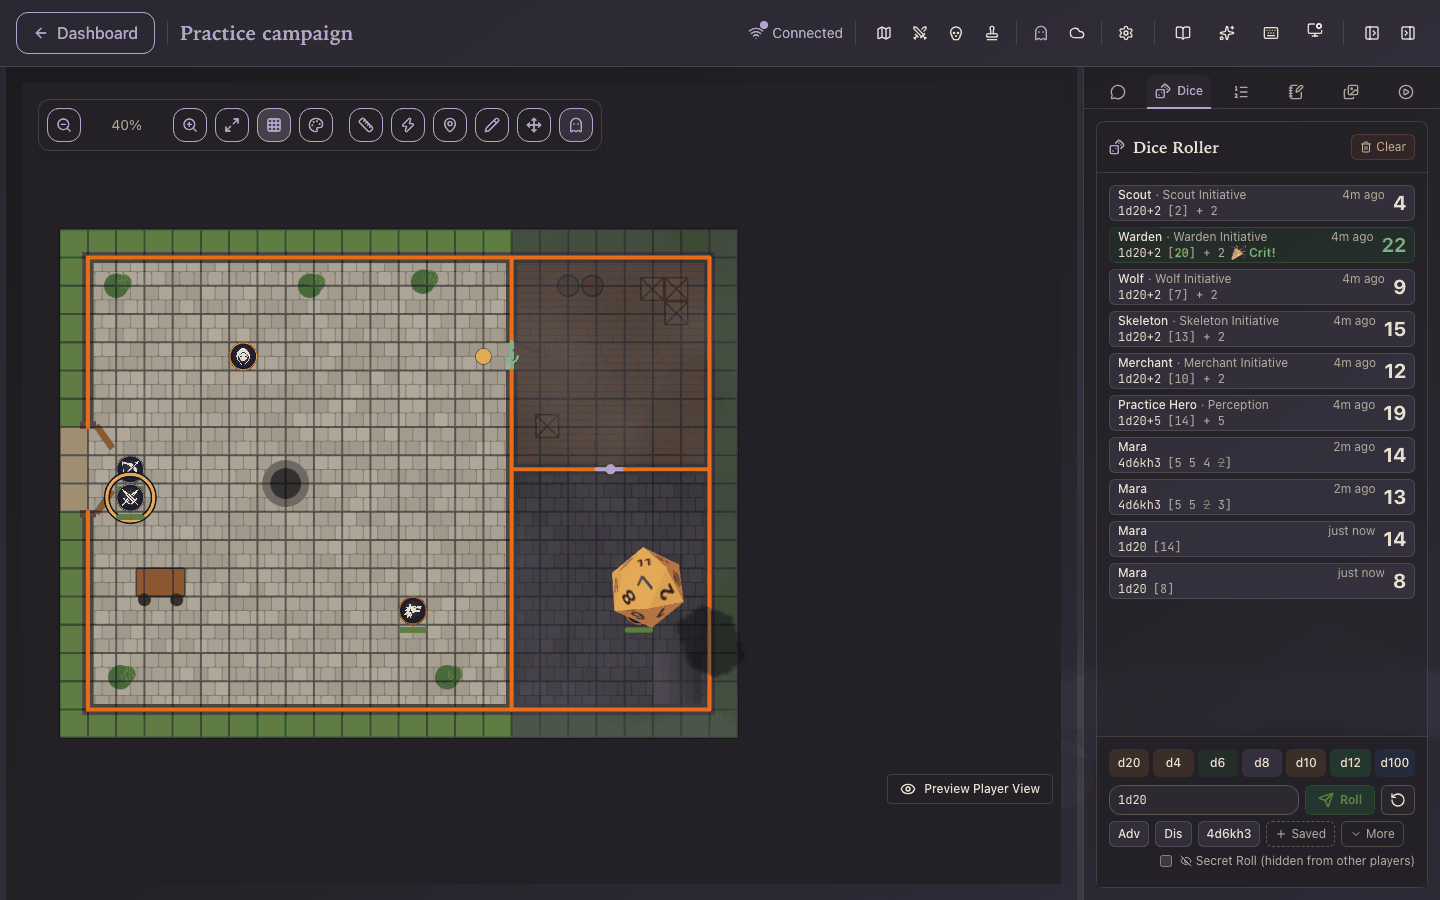 Dashboard
Practice campaign
Connected
Dice
40%
Dice Roller
Clear
Scout · Scout Initiative 4m ago 4
1d20+2 [2] + 2
Warden · Warden Initiative 4m ago 22
1d20+2 [20] + 2 🎉 Crit!
Wolf · Wolf Initiative 4m ago 9
1d20+2 [7] + 2
Skeleton · Skeleton Initiative 4m ago 15
1d20+2 [13] + 2
Merchant · Merchant Initiative 4m ago 12
1d20+2 [10] + 2
Practice Hero · Perception 4m ago 19
1d20+5 [14] + 5
Mara 2m ago 14
4d6kh3 [5 5 4 2]
Mara 2m ago 13
4d6kh3 [5 5 2 3]
Mara just now 14
1d20 [14]
Mara just now 8
1d20 [8]
11
7
8
2
Preview Player View
d20 d4 d6 d8 d10 d12 d100
1d20 Roll
Adv Dis 4d6kh3 + Saved More
Secret Roll (hidden from other players)